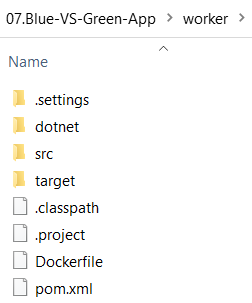 07.Blue-VS-Green-App > worker >
Name
.settings
dotnet
src
target
.classpath
.project
Dockerfile
pom.xml